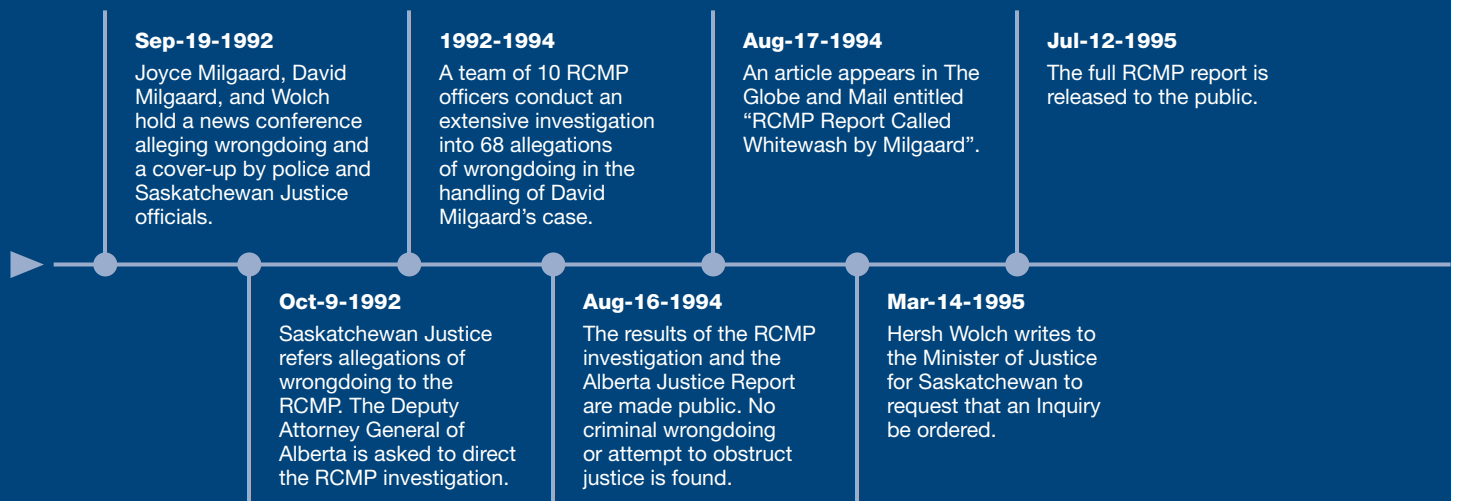 Sep-19-1992
Joyce Milgaard, David
Milgaard, and Wolch
hold a news conference
alleging wrongdoing and
a cover-up by police and
Saskatchewan Justice
officials.
Oct-9-1992
Saskatchewan Justice
refers allegations of
wrongdoing to the
RCMP. The Deputy
Attorney General of
Alberta is asked to direct
the RCMP investigation.
1992-1994
A team of 10 RCMP
officers conduct an
extensive investigation
into 68 allegations
of wrongdoing in the
handling of David
Milgaard’s case.
Aug-16-1994
The results of the RCMP
investigation and the
Alberta Justice Report
are made public. No
criminal wrongdoing
or attempt to obstruct
justice is found.
Aug-17-1994
An article appears in The
Globe and Mail entitled
“RCMP Report Called
Whitewash by Milgaard”.
Mar-14-1995
Hersh Wolch writes to
the Minister of Justice
for Saskatchewan to
request that an Inquiry
be ordered.
Jul-12-1995
The full RCMP report is
released to the public.